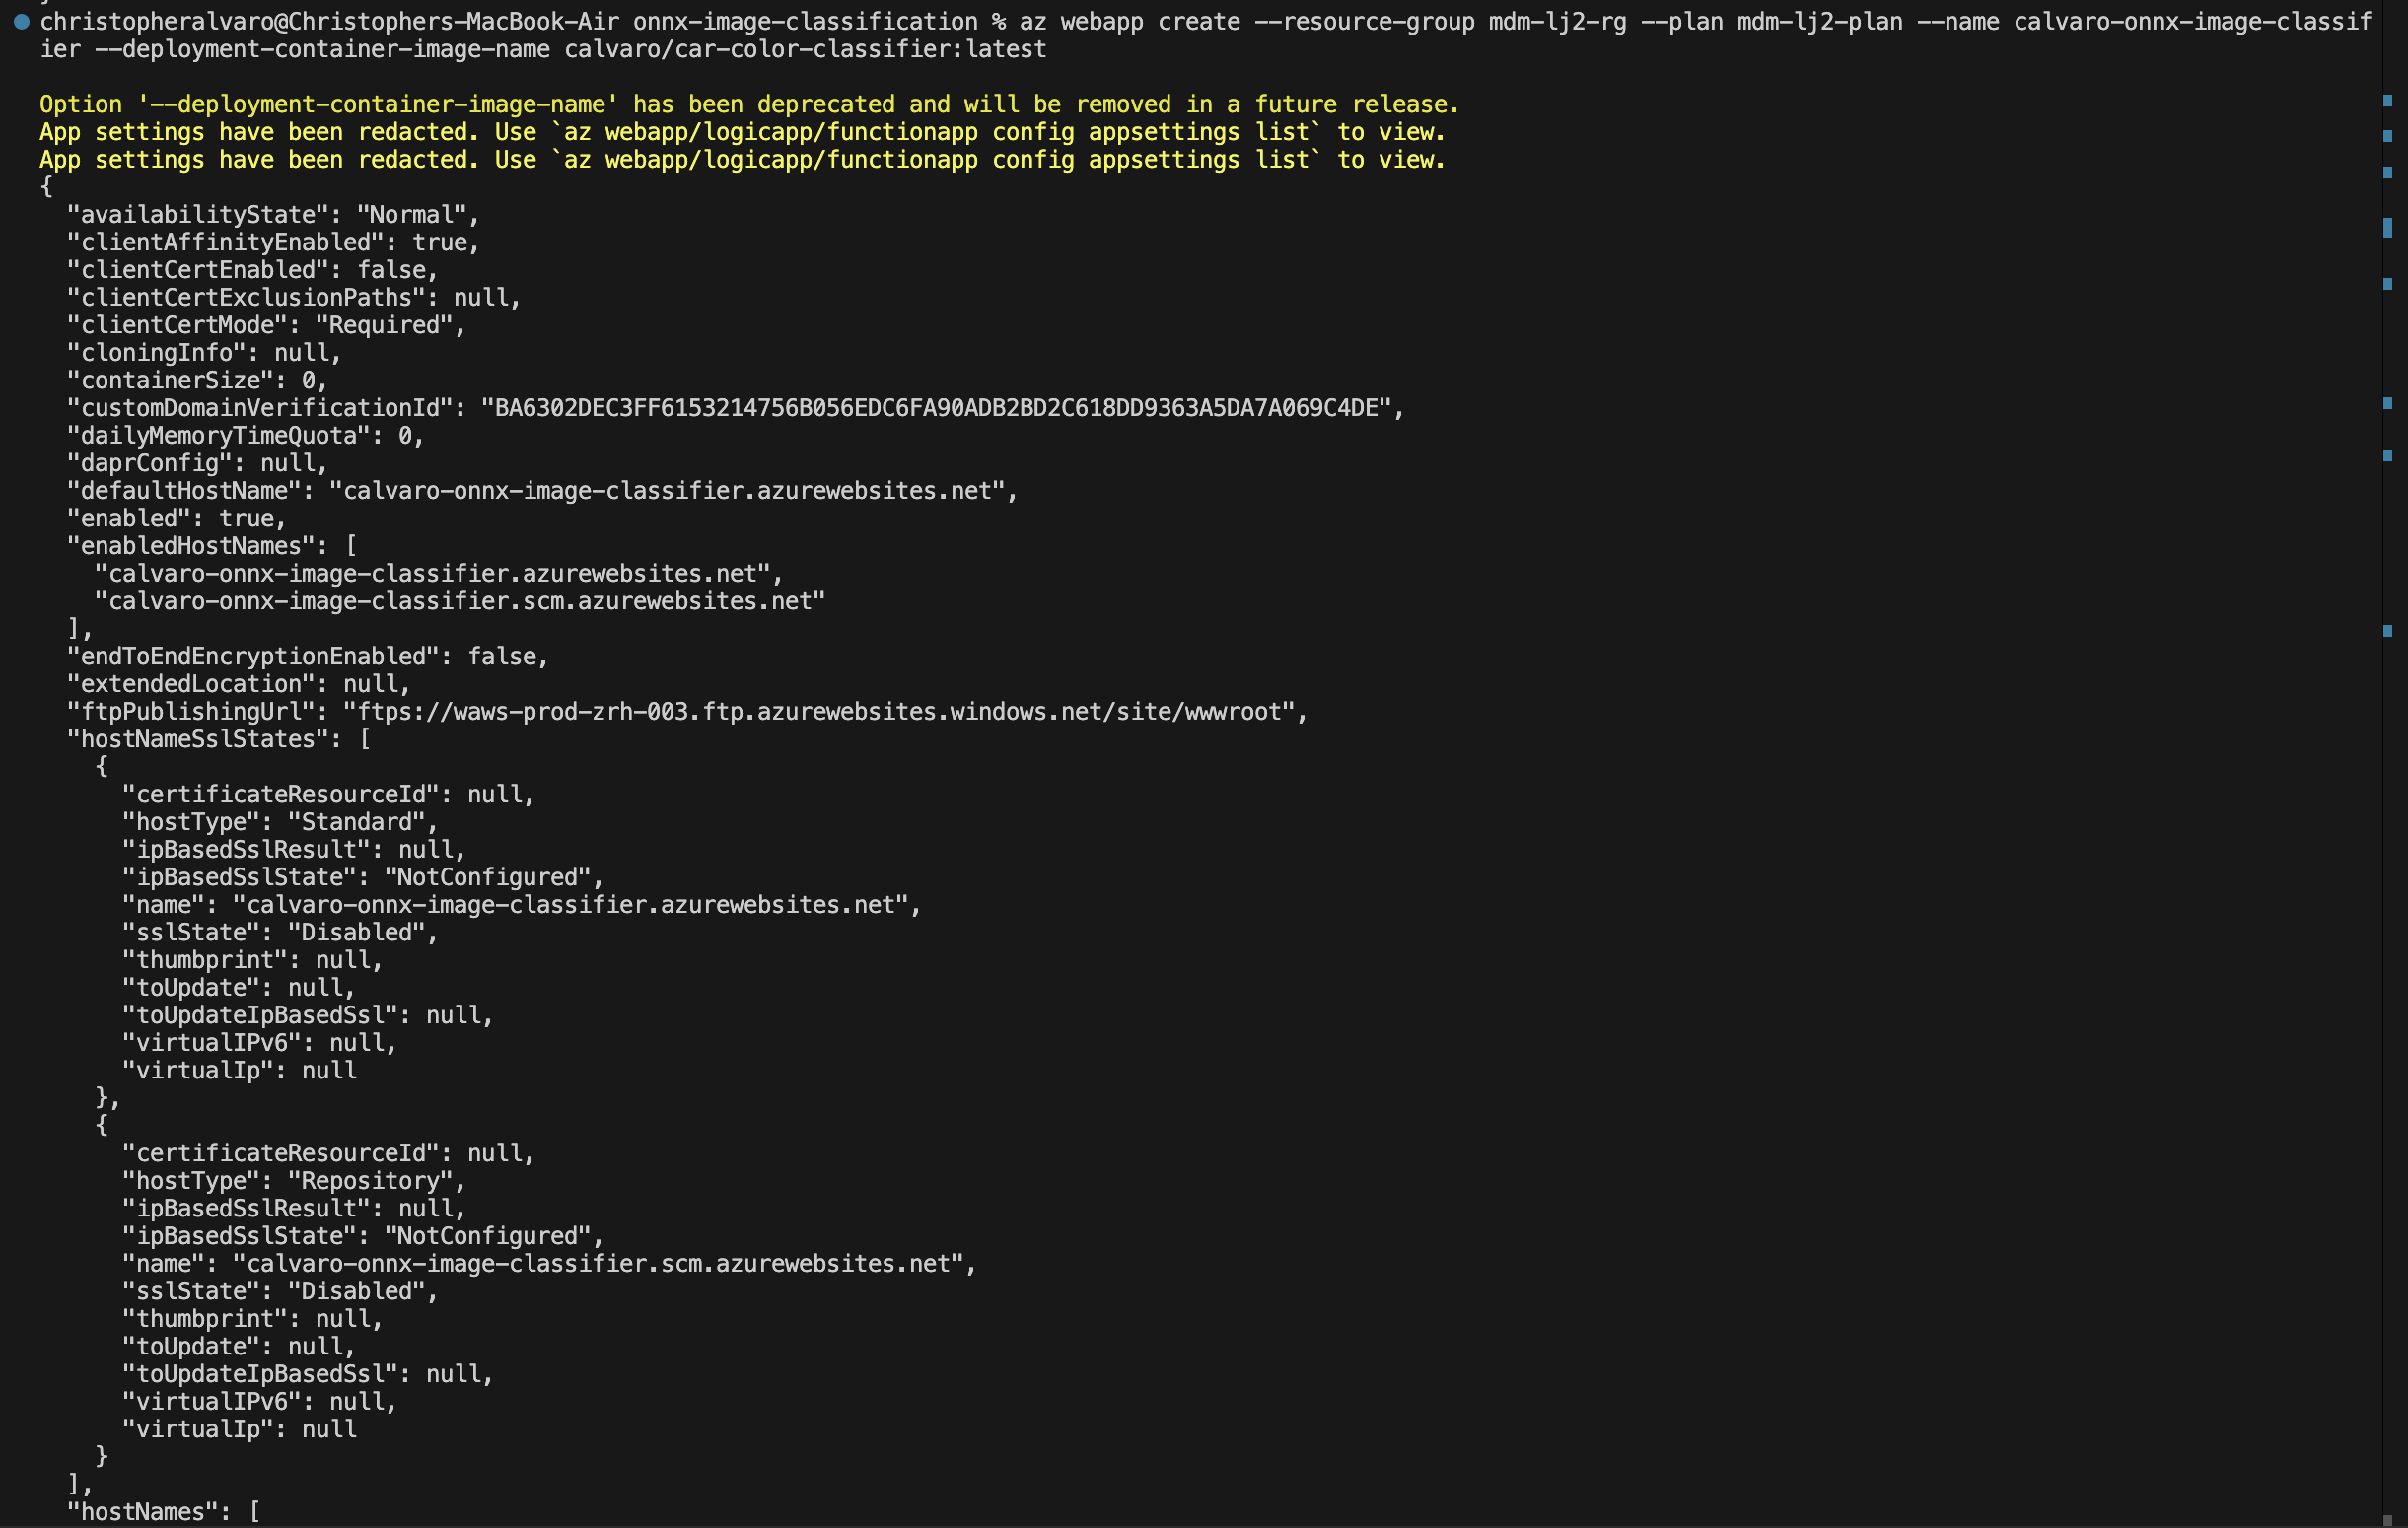 }
christopheralvaro@Christophers-MacBook-Air onnx-image-classification % az webapp create --resource-group mdm-lj2-rg --plan mdm-lj2-plan --name calvaro-onnx-image-classif
ier --deployment-container-image-name calvaro/car-color-classifier:latest
Option '--deployment-container-image-name' has been deprecated and will be removed in a future release.
App settings have been redacted. Use `az webapp/logicapp/functionapp config appsettings list` to view.
App settings have been redacted. Use `az webapp/logicapp/functionapp config appsettings list` to view.
{
  "availabilityState": "Normal",
  "clientAffinityEnabled": true,
  "clientCertEnabled": false,
  "clientCertExclusionPaths": null,
  "clientCertMode": "Required",
  "cloningInfo": null,
  "containerSize": 0,
  "customDomainVerificationId": "BA6302DEC3FF6153214756B056EDC6FA90ADB2BD2C618DD9363A5DA7A069C4DE",
  "dailyMemoryTimeQuota": 0,
  "daprConfig": null,
  "defaultHostName": "calvaro-onnx-image-classifier.azurewebsites.net",
  "enabled": true,
  "enabledHostNames": [
    "calvaro-onnx-image-classifier.azurewebsites.net",
    "calvaro-onnx-image-classifier.scm.azurewebsites.net"
  ],
  "endToEndEncryptionEnabled": false,
  "extendedLocation": null,
  "ftpPublishingUrl": "ftps://waws-prod-zrh-003.ftp.azurewebsites.windows.net/site/wwwroot",
  "hostNameSslStates": [
    {
      "certificateResourceId": null,
      "hostType": "Standard",
      "ipBasedSslResult": null,
      "ipBasedSslState": "NotConfigured",
      "name": "calvaro-onnx-image-classifier.azurewebsites.net",
      "sslState": "Disabled",
      "thumbprint": null,
      "toUpdate": null,
      "toUpdateIpBasedSsl": null,
      "virtualIPv6": null,
      "virtualIp": null
    },
    {
      "certificateResourceId": null,
      "hostType": "Repository",
      "ipBasedSslResult": null,
      "ipBasedSslState": "NotConfigured",
      "name": "calvaro-onnx-image-classifier.scm.azurewebsites.net",
      "sslState": "Disabled",
      "thumbprint": null,
      "toUpdate": null,
      "toUpdateIpBasedSsl": null,
      "virtualIPv6": null,
      "virtualIp": null
    }
  ],
  "hostNames": [